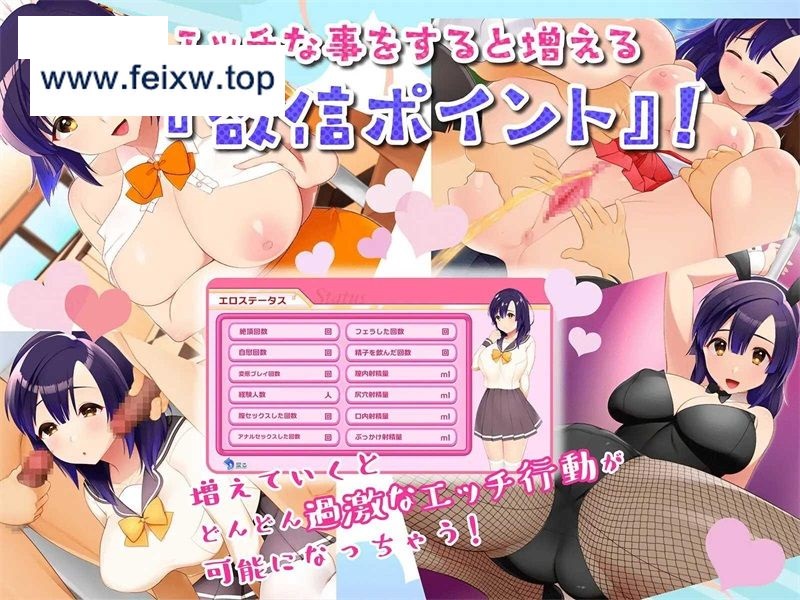 www.feixw.top
エッチな事をすると増える
『欲信ポイント』!
エロステータス
Status
絶頂回数 回
フェラした回数 回
自慰回数 回
精子を飲んだ回数 回
変態プレイ回数 回
膣内射精量 ml
経験人数 人
尻穴射精量 ml
膣セックスした回数 回
口内射精量 ml
アナルセックスした回数 回
ぶっかけ射精量 ml
戻る
増えていくと
どんどん過激なエッチ行動が
可能になっちゃう!